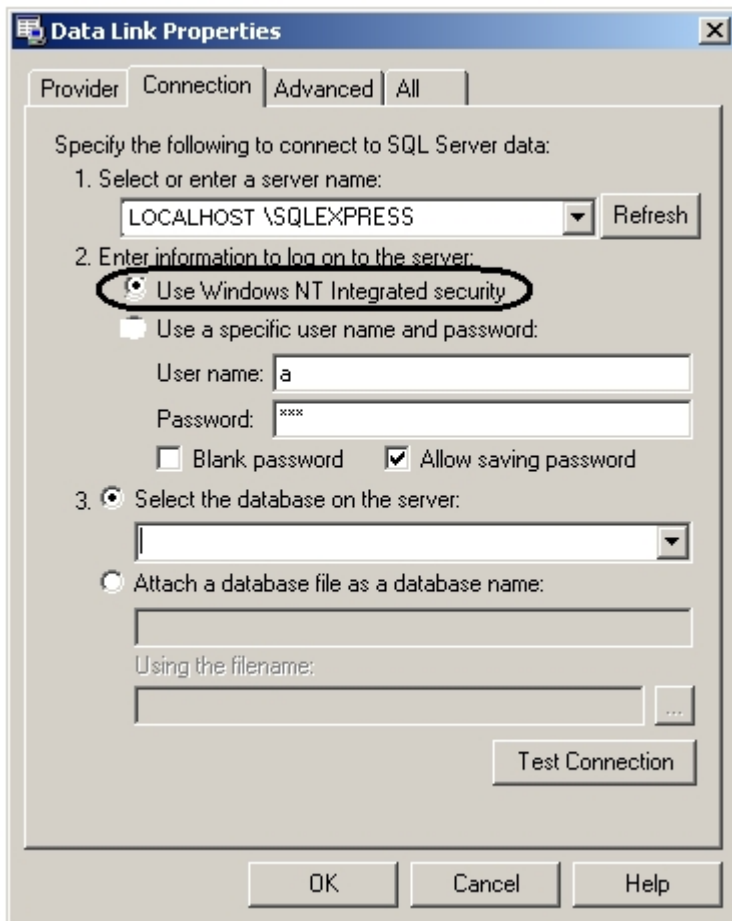 Data Link Properties
Provider Connection Advanced All
Specify the following to connect to SQL Server data:
1. Select or enter a server name:
LOCALHOST \SQLEXPRESS Refresh
2. Enter information to log on to the server:
Use Windows NT Integrated security
Use a specific user name and password:
User name: a
Password: ***
Blank password Allow saving password
3. Select the database on the server:
Attach a database file as a database name:
Using the filename:
...
Test Connection
OK Cancel Help